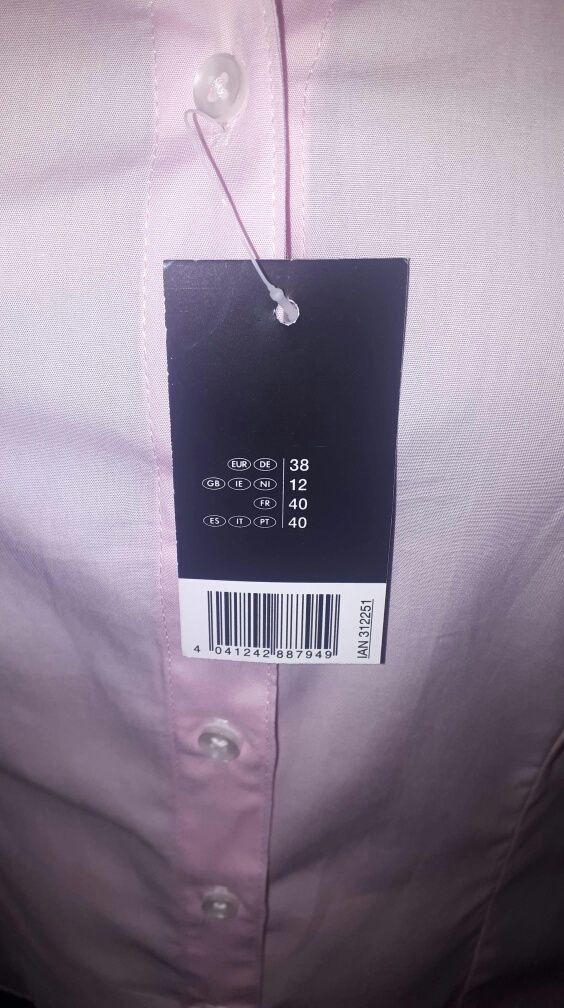 EUR DE 38
GB IE NI 12
FR 40
ES IT PT 40
4 041242 887949
IAN 312251